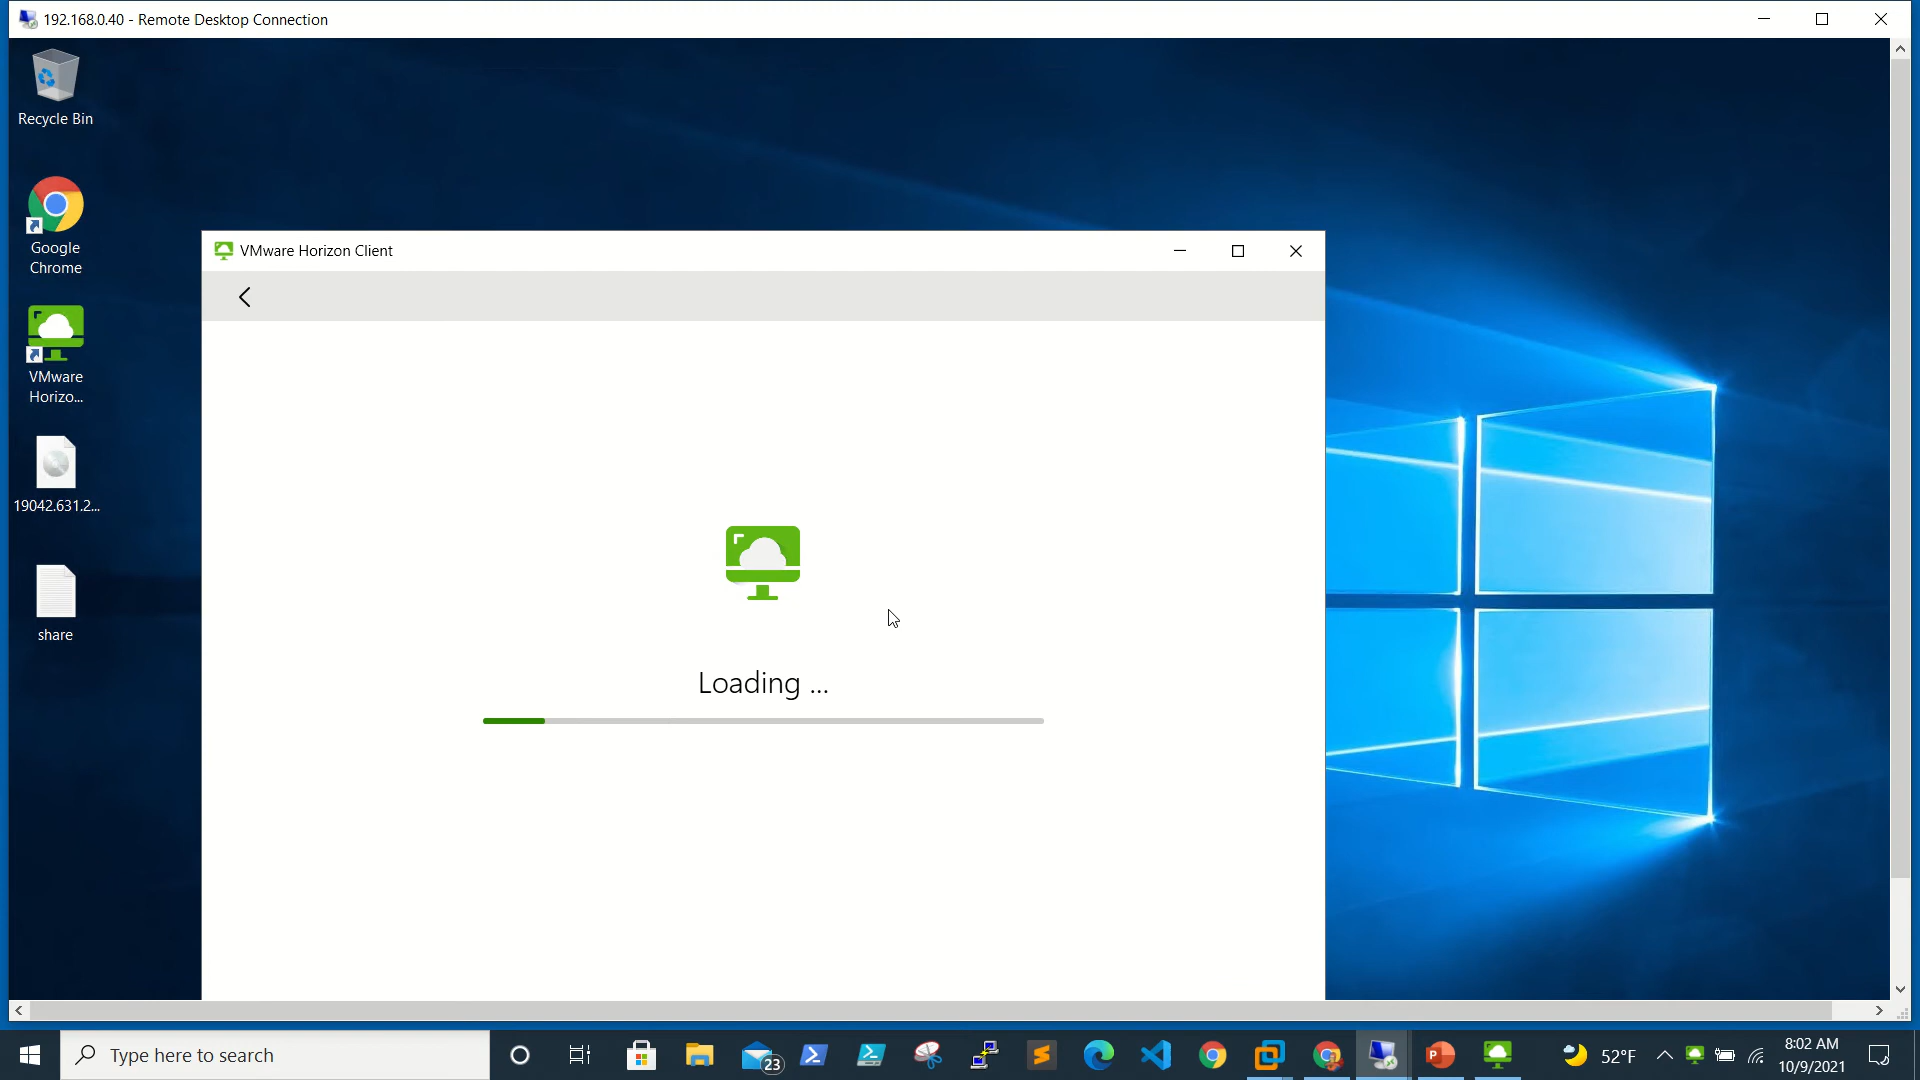 192.168.0.40 - Remote Desktop Connection
Recycle Bin
Google
Chrome
VMware
Horizo...
19042.631.2...
share
VMware Horizon Client
Loading ...
Type here to search
23
52°F
8:02 AM
10/9/2021